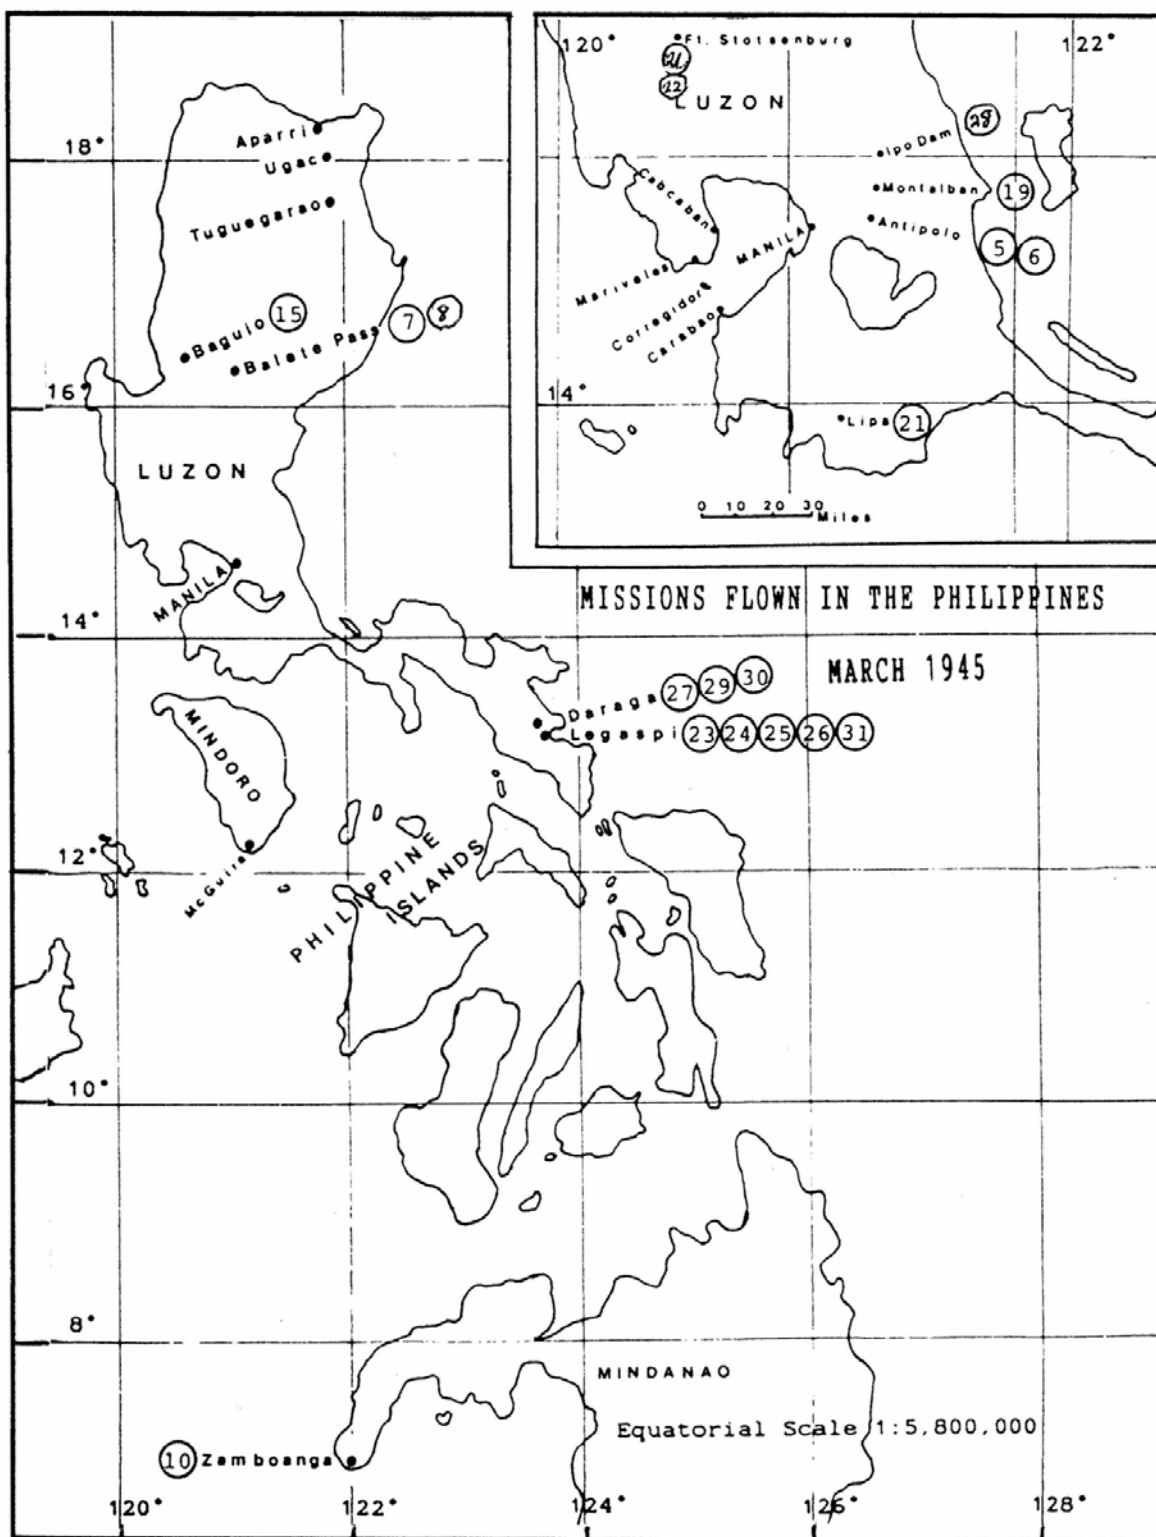 18°
Aparri
Ugac
Tuguegarao
Baguio 15
Balete Pass 7 8
16°
LUZON
MANILA
14°
MINDORO
McGuire
12°
PHILIPPINE
ISLANDS
10°
8°
10 Zamboanga
120° 122° 124° 126° 128°
120° 122°
Ft. Stotsenburg
22
LUZON
28
Ipo Dam
Montalban 19
Antipolo
5 6
Cabcaban
MANILA
Mariveles
Corregidor
Carabao
14°
Lipa 21
0 10 20 30
Miles
MISSIONS FLOWN IN THE PHILIPPINES
MARCH 1945
Daraga 27 29 30
Legaspi 23 24 25 26 31
MINDANAO
Equatorial Scale 1:5,800,000